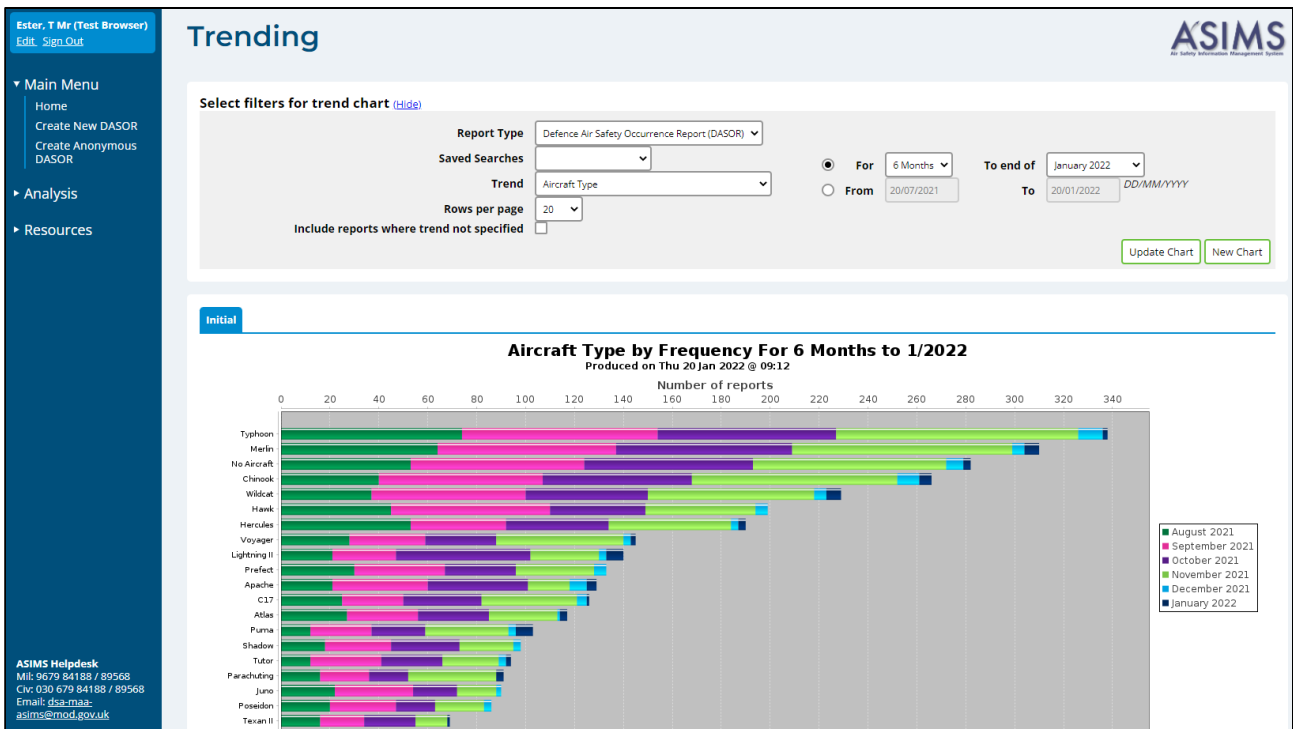 Ester, T Mr (Test Browser)
Edit Sign Out
Main Menu
Home
Create New DASOR
Create Anonymous
DASOR
Analysis
Resources
ASIMS Helpdesk
Mil: 9679 84188 / 89568
Civ: 030 679 84188 / 89568
Email: dsa-maa-
asims@mod.gov.uk
Trending
ASIMS
Air Safety Information Management System
Select filters for trend chart (Hide)
Report Type Defence Air Safety Occurrence Report (DASOR)
Saved Searches
Trend Aircraft Type
Rows per page 20
Include reports where trend not specified
For 6 Months To end of January 2022
From 20/07/2021 To 20/01/2022 DD/MM/YYYY
Update Chart New Chart
Initial
Aircraft Type by Frequency For 6 Months to 1/2022
Produced on Thu 20 Jan 2022 @ 09:12
Number of reports
0 20 40 60 80 100 120 140 160 180 200 220 240 260 280 300 320 340
Typhoon
Merlin
No Aircraft
Chinook
Wildcat
Hawk
Hercules
Voyager
Lightning II
Prefect
Apache
C17
Atlas
Puma
Shadow
Tutor
Parachuting
Juno
Poseidon
Texan II
August 2021
September 2021
October 2021
November 2021
December 2021
January 2022